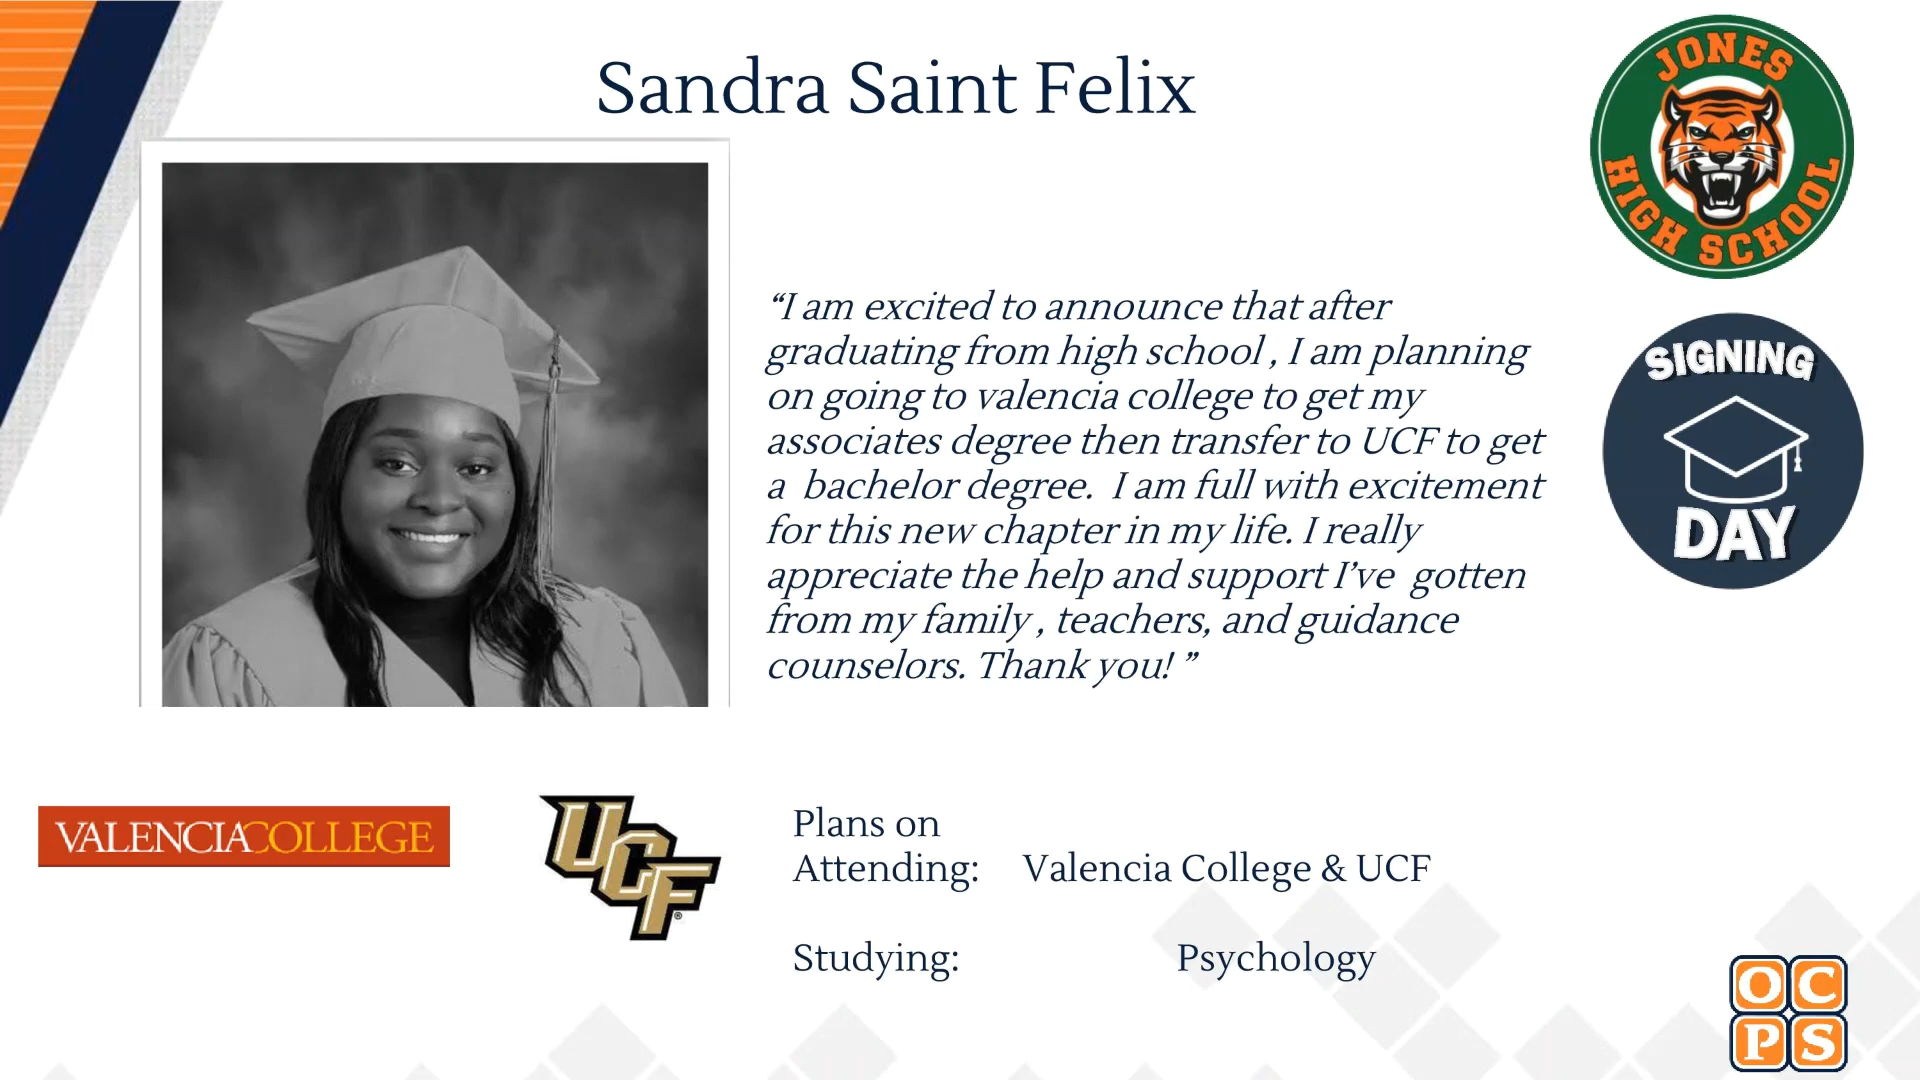 Sandra Saint Felix
JONES
HIGH SCHOOL
“I am excited to announce that after
graduating from high school , I am planning
on going to valencia college to get my
associates degree then transfer to UCF to get
a  bachelor degree.  I am full with excitement
for this new chapter in my life. I really
appreciate the help and support I’ve  gotten
from my family , teachers, and guidance
counselors. Thank you! ”
SIGNING
DAY
VALENCIACOLLEGE
UCF
®
Plans on
Attending: Valencia College & UCF
Studying: Psychology
OC
PS